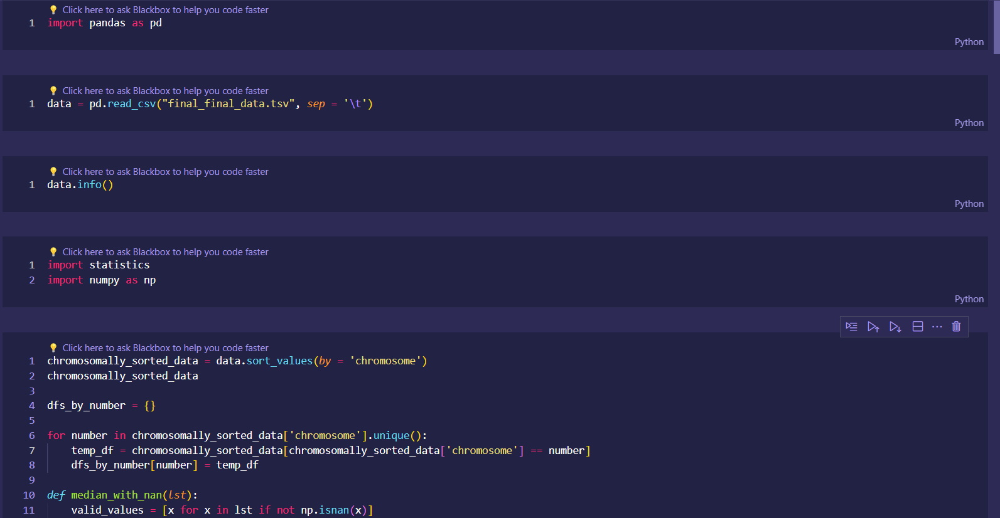 💡 Click here to ask Blackbox to help you code faster
1 import pandas as pd
Python
💡 Click here to ask Blackbox to help you code faster
1 data = pd.read_csv("final_final_data.tsv", sep = '\t')
Python
💡 Click here to ask Blackbox to help you code faster
1 data.info()
Python
💡 Click here to ask Blackbox to help you code faster
1 import statistics
2 import numpy as np
Python
💡 Click here to ask Blackbox to help you code faster
1 chromosomally_sorted_data = data.sort_values(by = 'chromosome')
2 chromosomally_sorted_data
3
4 dfs_by_number = {}
5
6 for number in chromosomally_sorted_data['chromosome'].unique():
7     temp_df = chromosomally_sorted_data[chromosomally_sorted_data['chromosome'] == number]
8     dfs_by_number[number] = temp_df
9
10 def median_with_nan(lst):
11     valid_values = [x for x in lst if not np.isnan(x)]